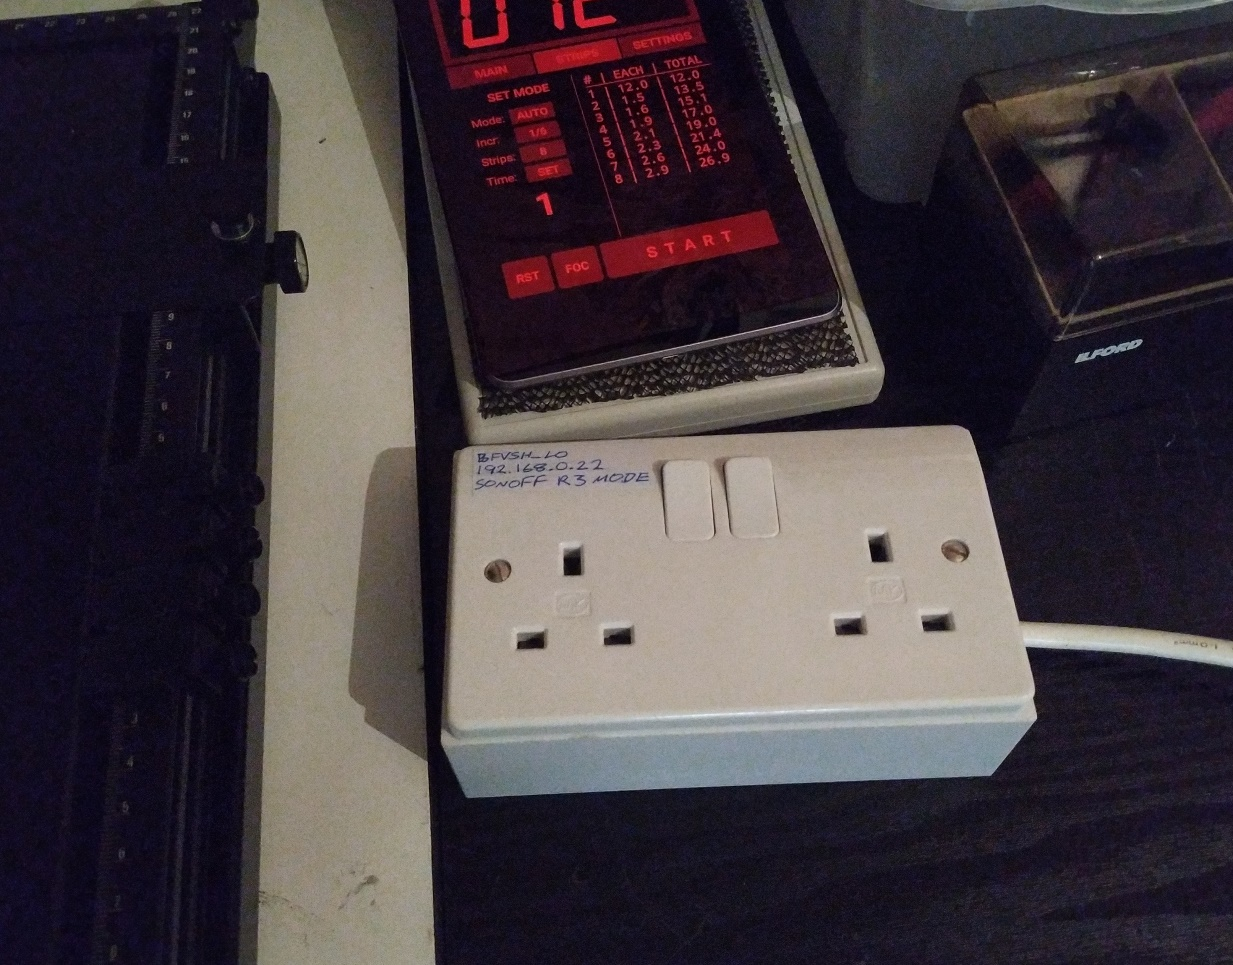 MAIN STRIPS SETTINGS
SET MODE
Mode: AUTO
Incr: 1/6
Strips: 8
Time: SET
1
# EACH TOTAL
1 12.0 12.0
2 1.5 13.5
3 1.6 15.1
4 1.9 17.0
5 2.1 19.0
6 2.3 21.4
7 2.6 24.0
8 2.9 26.9
RST FOC START
ILFORD
BFVSH_LO
192.168.0.22
SONOFF R3 MODE